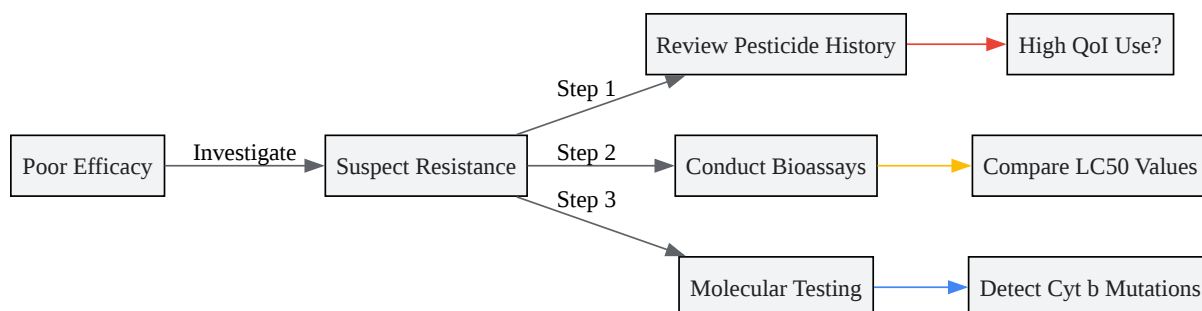 Poor Efficacy
Investigate
Suspect Resistance
Step 1
Review Pesticide History
High QoI Use?
Step 2
Conduct Bioassays
Compare LC50 Values
Step 3
Molecular Testing
Detect Cyt b Mutations